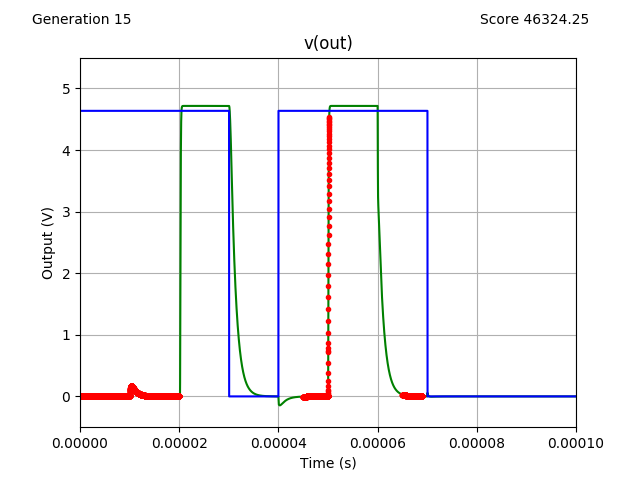 Generation 15
Score 46324.25
v(out)
Output (V)
5
4
3
2
1
0
0.00000
0.00002
0.00004
0.00006
0.00008
0.00010
Time (s)